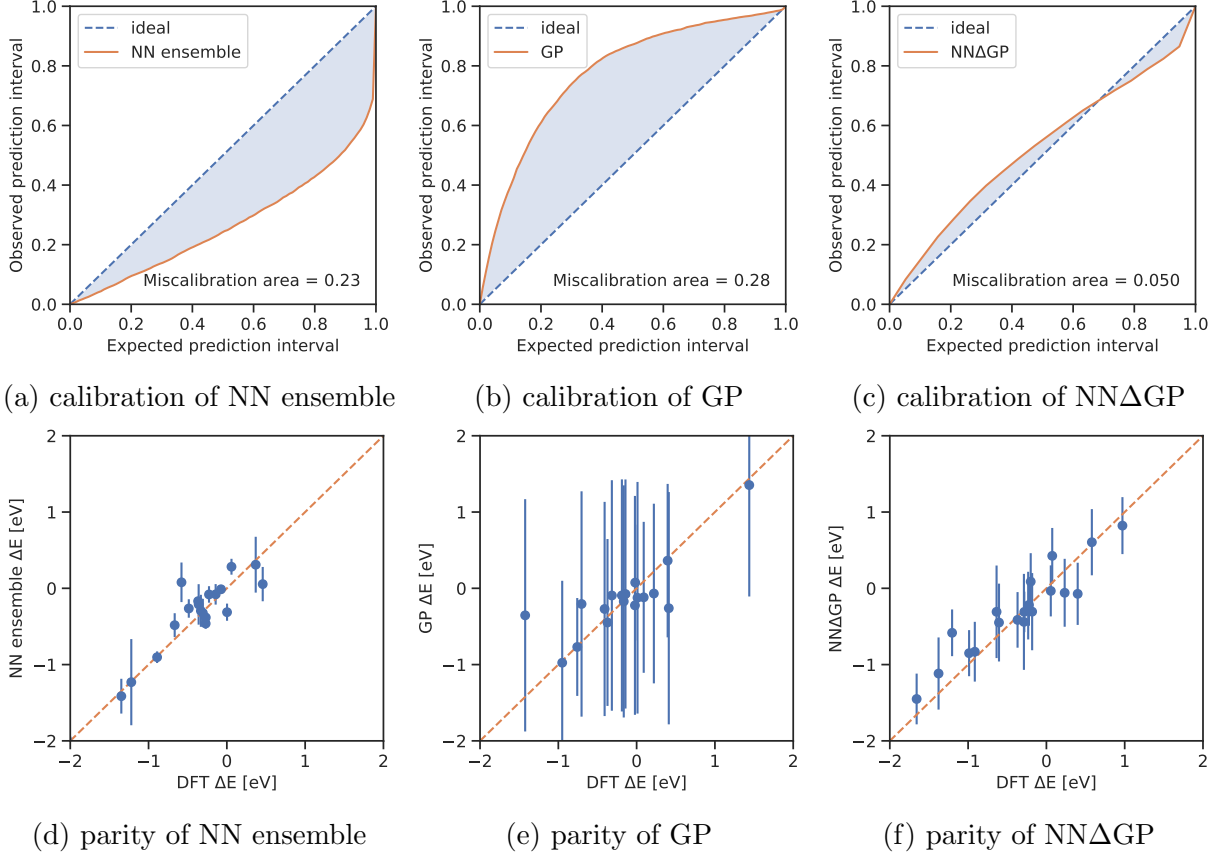 1.0
0.8
0.6
0.4
0.2
0.0
Observed prediction interval
ideal
NN ensemble
Miscalibration area = 0.23
0.0 0.2 0.4 0.6 0.8 1.0
Expected prediction interval
(a) calibration of NN ensemble
1.0
0.8
0.6
0.4
0.2
0.0
Observed prediction interval
ideal
GP
Miscalibration area = 0.28
0.0 0.2 0.4 0.6 0.8 1.0
Expected prediction interval
(b) calibration of GP
1.0
0.8
0.6
0.4
0.2
0.0
Observed prediction interval
ideal
NNΔGP
Miscalibration area = 0.050
0.0 0.2 0.4 0.6 0.8 1.0
Expected prediction interval
(c) calibration of NNΔGP
2
1
0
−1
−2
NN ensemble ΔE [eV]
−2 −1 0 1 2
DFT ΔE [eV]
(d) parity of NN ensemble
2
1
0
−1
−2
GP ΔE [eV]
−2 −1 0 1 2
DFT ΔE [eV]
(e) parity of GP
2
1
0
−1
−2
NNΔGP ΔE [eV]
−2 −1 0 1 2
DFT ΔE [eV]
(f) parity of NNΔGP